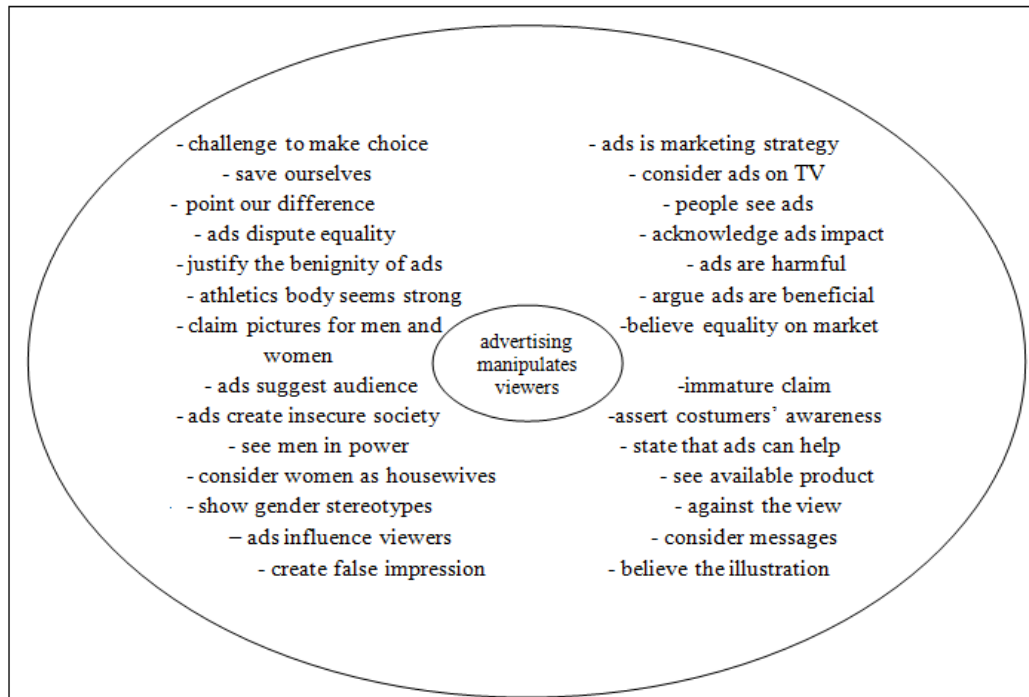 - challenge to make choice
- save ourselves
- point our difference
- ads dispute equality
- justify the benignity of ads
- athletics body seems strong
- claim pictures for men and
women
- ads suggest audience
- ads create insecure society
- see men in power
- consider women as housewives
- show gender stereotypes
– ads influence viewers
- create false impression
advertising
manipulates
viewers
- ads is marketing strategy
- consider ads on TV
- people see ads
- acknowledge ads impact
- ads are harmful
- argue ads are beneficial
-believe equality on market
-immature claim
-assert costumers’ awareness
- state that ads can help
- see available product
- against the view
- consider messages
- believe the illustration